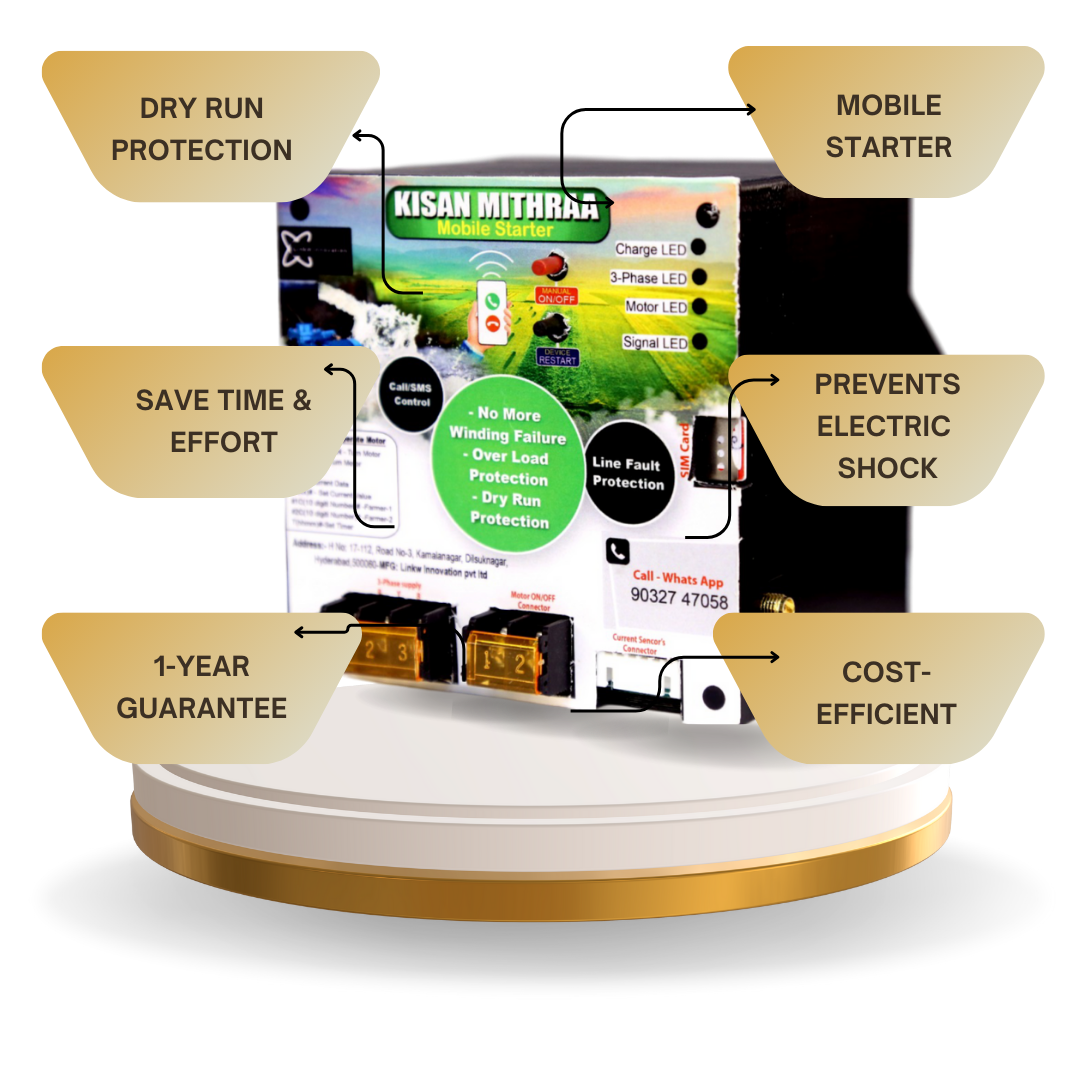 DRY RUN
PROTECTION
MOBILE
STARTER
KISAN MITHRAA
Mobile Starter
Charge LED
3-Phase LED
Motor LED
Signal LED
MANUAL
ON/OFF
DEVICE
RESTART
SAVE TIME &
EFFORT
PREVENTS
ELECTRIC
SHOCK
Call/SMS
Control
- No More
Winding Failure
- Over Load
Protection
- Dry Run
Protection
Line Fault
Protection
SIM Card
Motor
Address:- H No: 17-112, Road No-3, Kamalanagar, Dilsuknagar,
Hyderabad,500060-MFG: Linkw Innovation pvt ltd
Call - Whats App
90327 47058
3-Phase supply
Motor ON/OFF
Connector
2 3
1 2
Current Sencor's
Connector
1-YEAR
GUARANTEE
COST-
EFFICIENT